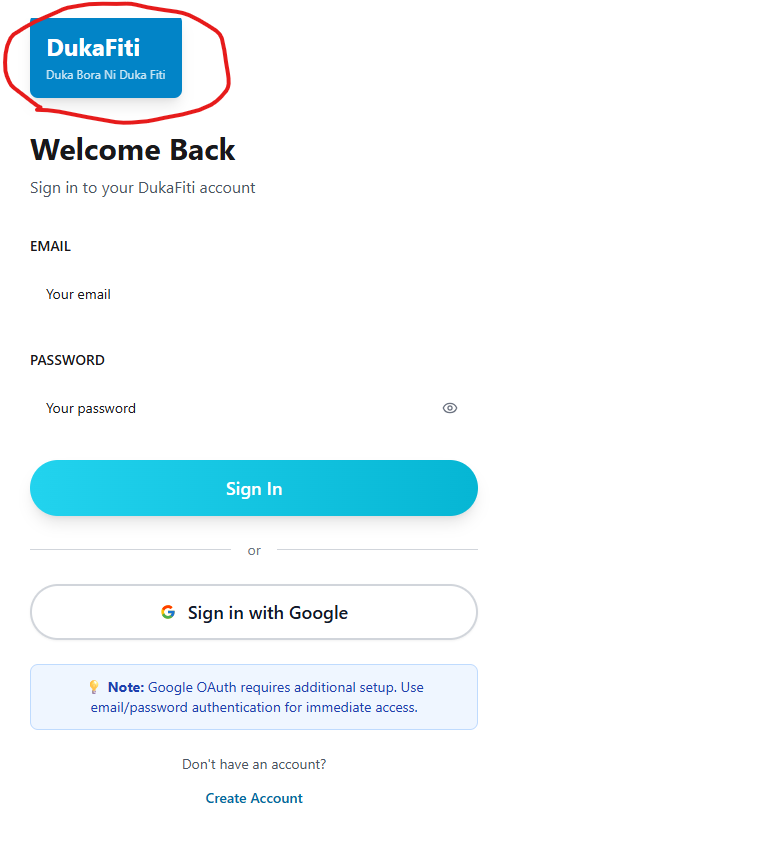 DukaFiti
Duka Bora Ni Duka Fiti
Welcome Back
Sign in to your DukaFiti account
EMAIL
Your email
PASSWORD
Your password
Sign In
or
Sign in with Google
💡 Note: Google OAuth requires additional setup. Use
email/password authentication for immediate access.
Don't have an account?
Create Account